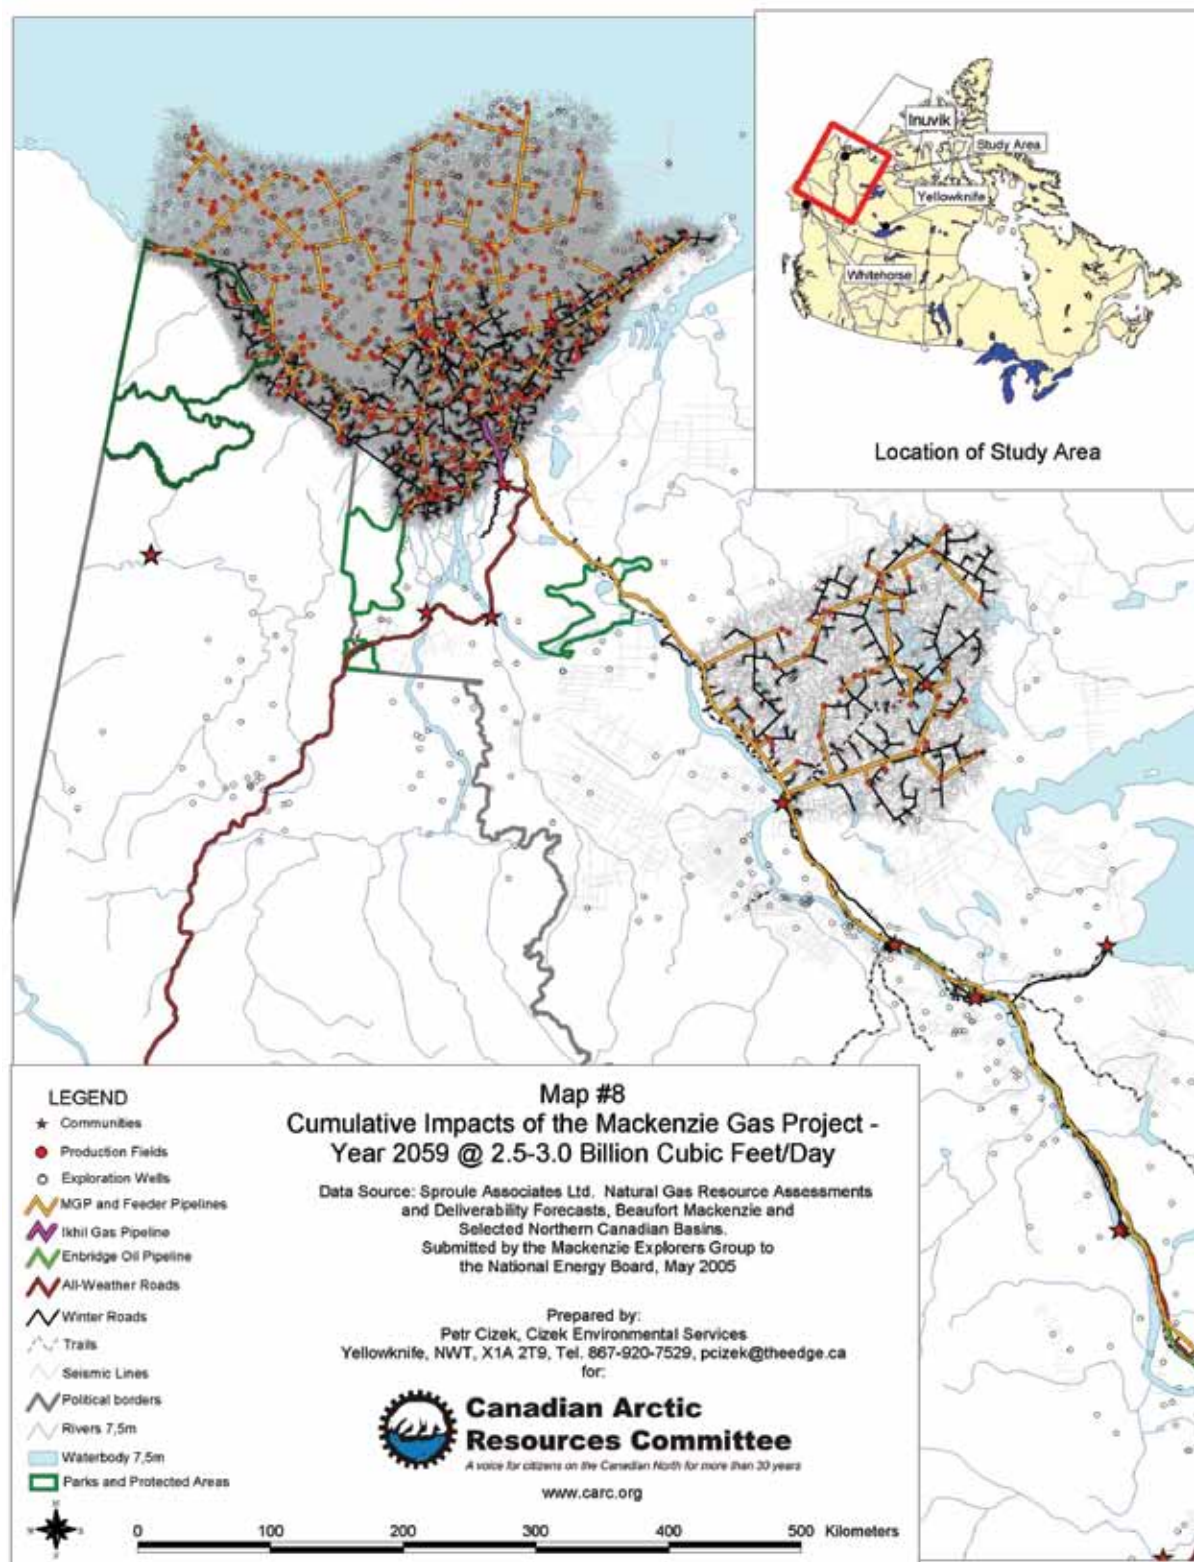 Inuvik
Study Area
Yellowknife
Whitehorse
Location of Study Area
LEGEND
Communities
Production Fields
Exploration Wells
MGP and Feeder Pipelines
Ikhil Gas Pipeline
Enbridge Oil Pipeline
All-Weather Roads
Winter Roads
Trails
Seismic Lines
Political borders
Rivers 7,5m
Waterbody 7,5m
Parks and Protected Areas
Map #8
Cumulative Impacts of the Mackenzie Gas Project -
Year 2059 @ 2.5-3.0 Billion Cubic Feet/Day
Data Source: Sproule Associates Ltd. Natural Gas Resource Assessments
and Deliverability Forecasts, Beaufort Mackenzie and
Selected Northern Canadian Basins.
Submitted by the Mackenzie Explorers Group to
the National Energy Board, May 2005
Prepared by:
Petr Cizek, Cizek Environmental Services
Yellowknife, NWT, X1A 2T9, Tel. 867-920-7529, pcizek@theedge.ca
for:
Canadian Arctic
Resources Committee
A voice for citizens on the Canadian North for more than 30 years
www.carc.org
0 100 200 300 400 500 Kilometers